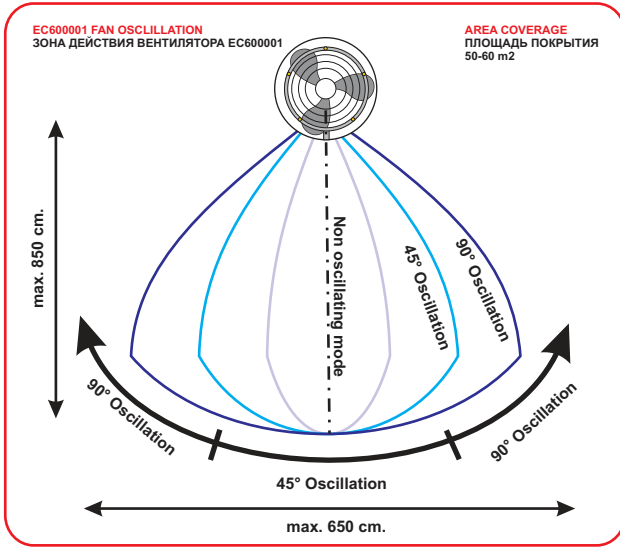 EC600001 FAN OSCLILLATION
ЗОНА ДЕЙСТВИЯ ВЕНТИЛЯТОРА EC600001
AREA COVERAGE
ПЛОЩАДЬ ПОКРЫТИЯ
50-60 m2
max. 850 cm.
Non oscillating mode
45° Oscillation
90° Oscillation
90° Oscillation
45° Oscillation
90° Oscillation
max. 650 cm.